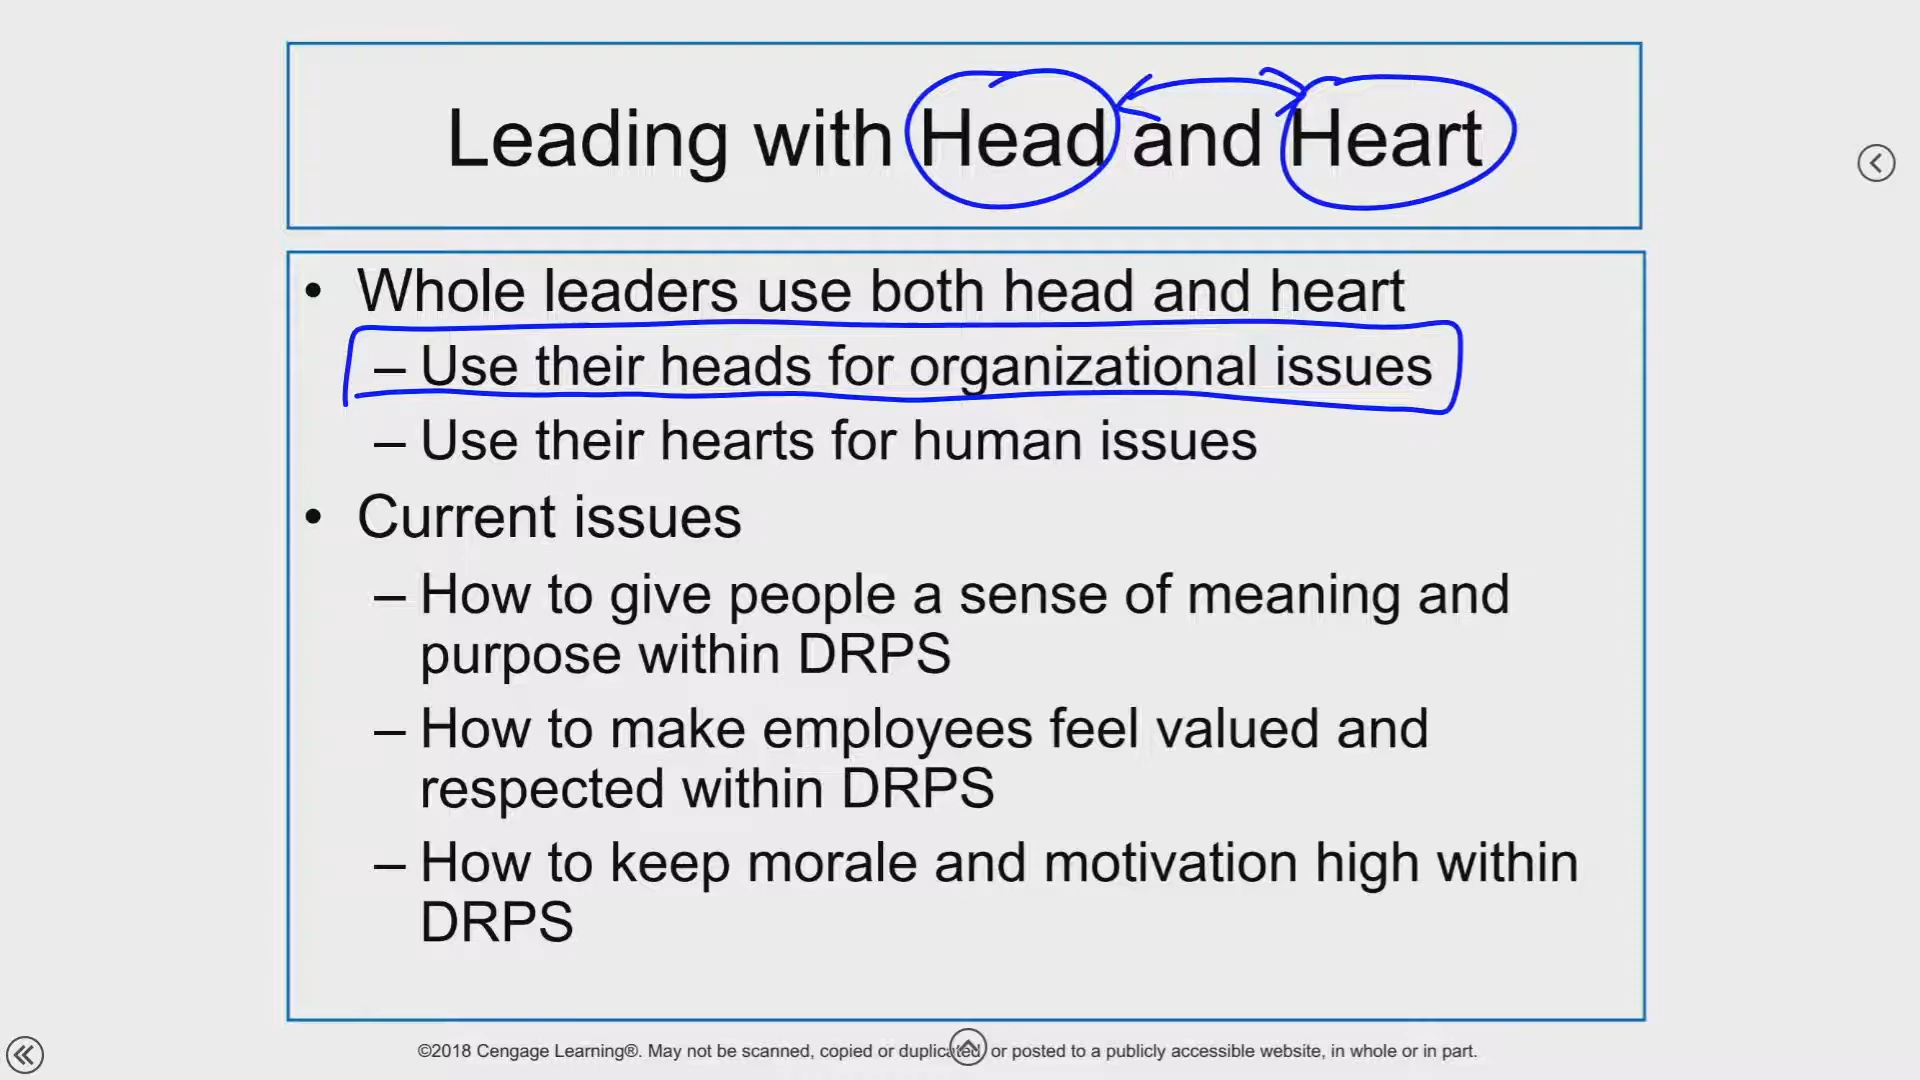 Leading with Head and Heart
• Whole leaders use both head and heart
– Use their heads for organizational issues
– Use their hearts for human issues
• Current issues
– How to give people a sense of meaning and
purpose within DRPS
– How to make employees feel valued and
respected within DRPS
– How to keep morale and motivation high within
DRPS
©2018 Cengage Learning®. May not be scanned, copied or duplicated, or posted to a publicly accessible website, in whole or in part.